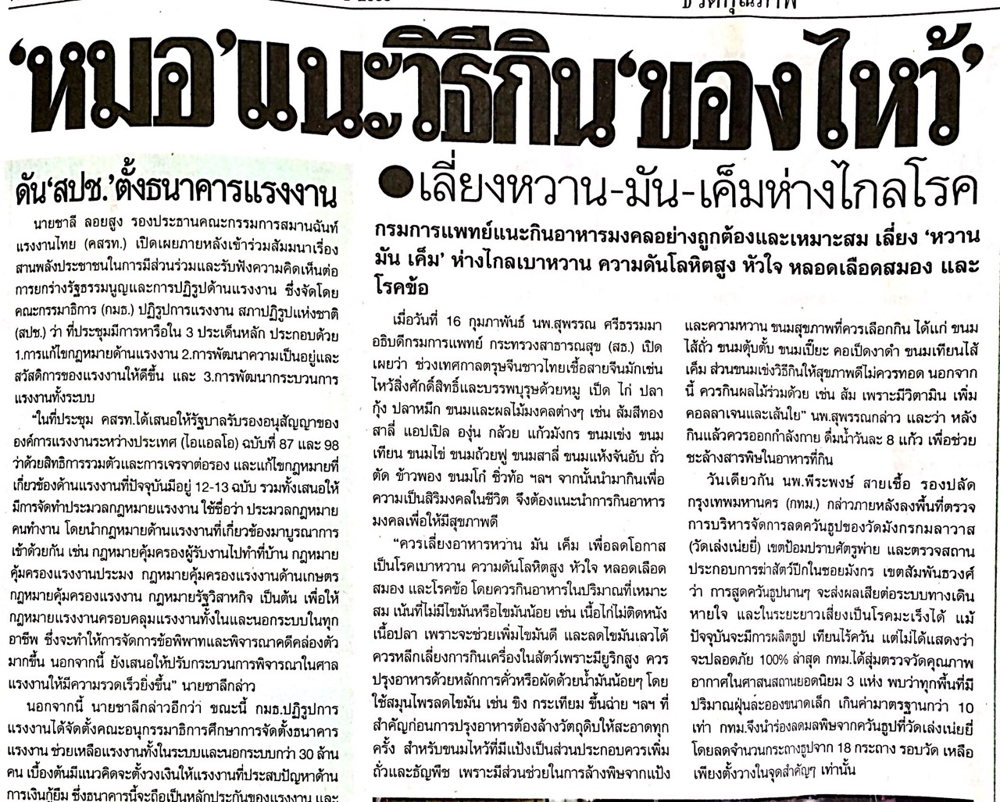 'หมอ'แนะวิธีกิน'ของไหว้'
ดัน'สปช.'ตั้งธนาคารแรงงาน
นายชาลี ลอยสูง รองประธานคณะกรรมการสมานฉันท์
แรงงานไทย (คสรท.) เปิดเผยภายหลังเข้าร่วมสัมมนาเรื่อง
สานพลังประชาชนในการมีส่วนร่วมและรับฟังความคิดเห็นต่อ
การยกร่างรัฐธรรมนูญและการปฏิรูปด้านแรงงาน ซึ่งจัดโดย
คณะกรรมาธิการ (กมธ.) ปฏิรูปการแรงงาน สภาปฏิรูปแห่งชาติ
(สปช.) ว่า ที่ประชุมมีการหารือใน 3 ประเด็นหลัก ประกอบด้วย
1.การแก้ไขกฎหมายด้านแรงงาน 2.การพัฒนาความเป็นอยู่และ
สวัสดิการของแรงงานให้ดีขึ้น และ 3.การพัฒนากระบวนการ
แรงงานทั้งระบบ
"ในที่ประชุม คสรท.ได้เสนอให้รัฐบาลรับรองอนุสัญญาของ
องค์การแรงงานระหว่างประเทศ (ไอแอลโอ) ฉบับที่ 87 และ 98
ว่าด้วยสิทธิการรวมตัวและการเจรจาต่อรอง และแก้ไขกฎหมายที่
เกี่ยวข้องด้านแรงงานที่ปัจจุบันมีอยู่ 12-13 ฉบับ รวมทั้งเสนอให้
มีการจัดทำประมวลกฎหมายแรงงาน ใช้ชื่อว่า ประมวลกฎหมาย
คนทำงาน โดยนำกฎหมายด้านแรงงานที่เกี่ยวข้องมาบูรณาการ
เข้าด้วยกัน เช่น กฎหมายคุ้มครองผู้รับงานไปทำที่บ้าน กฎหมาย
คุ้มครองแรงงานประมง กฎหมายคุ้มครองแรงงานด้านเกษตร
กฎหมายคุ้มครองแรงงาน กฎหมายรัฐวิสาหกิจ เป็นต้น เพื่อให้
กฎหมายแรงงานครอบคลุมแรงงานทั้งในและนอกระบบในทุก
อาชีพ ซึ่งจะทำให้การจัดการข้อพิพาทและพิจารณาคดีคล่องตัว
มากขึ้น นอกจากนี้ ยังเสนอให้ปรับกระบวนการพิจารณาในศาล
แรงงานให้มีความรวดเร็วยิ่งขึ้น" นายชาลีกล่าว
นอกจากนี้ นายชาลีกล่าวอีกว่า ขณะนี้ กมธ.ปฏิรูปการ
แรงงานได้จัดตั้งคณะอนุกรรมาธิการศึกษาการจัดตั้งธนาคาร
แรงงาน ช่วยเหลือแรงงานทั้งในระบบและนอกระบบกว่า 30 ล้าน
คน เบื้องต้นมีแนวคิดจะตั้งวงเงินให้แรงงานที่ประสบปัญหาด้าน
การเงินกู้ยืม ซึ่งธนาคารนี้จะถือเป็นหลักประกันของแรงงาน และ
●เลี่ยงหวาน-มัน-เค็มห่างไกลโรค
กรมการแพทย์แนะกินอาหารมงคลอย่างถูกต้องและเหมาะสม เลี่ยง 'หวาน
มัน เค็ม' ห่างไกลเบาหวาน ความดันโลหิตสูง หัวใจ หลอดเลือดสมอง และ
โรคข้อ
เมื่อวันที่ 16 กุมภาพันธ์ นพ.สุพรรณ ศรีธรรมมา
อธิบดีกรมการแพทย์ กระทรวงสาธารณสุข (สธ.) เปิด
เผยว่า ช่วงเทศกาลตรุษจีนชาวไทยเชื้อสายจีนมักเซ่น
ไหว้สิ่งศักดิ์สิทธิ์และบรรพบุรุษด้วยหมู เป็ด ไก่ ปลา
กุ้ง ปลาหมึก ขนมและผลไม้มงคลต่างๆ เช่น ส้มสีทอง
สาลี่ แอปเปิล องุ่น กล้วย แก้วมังกร ขนมเข่ง ขนม
เทียน ขนมไข่ ขนมถ้วยฟู ขนมสาลี่ ขนมแห้งจันอับ ถั่ว
ตัด ข้าวพอง ขนมโก๋ ซิ่วท้อ ฯลฯ จากนั้นนำมากินเพื่อ
ความเป็นสิริมงคลในชีวิต จึงต้องแนะนำการกินอาหาร
มงคลเพื่อให้มีสุขภาพดี
"ควรเลี่ยงอาหารหวาน มัน เค็ม เพื่อลดโอกาส
เป็นโรคเบาหวาน ความดันโลหิตสูง หัวใจ หลอดเลือด
สมอง และโรคข้อ โดยควรกินอาหารในปริมาณที่เหมาะ
สม เน้นที่ไม่มีไขมันหรือไขมันน้อย เช่น เนื้อไก่ไม่ติดหนัง
เนื้อปลา เพราะจะช่วยเพิ่มไขมันดี และลดไขมันเลวได้
ควรหลีกเลี่ยงการกินเครื่องในสัตว์เพราะมียูริกสูง ควร
ปรุงอาหารด้วยหลักการคั่วหรือผัดด้วยน้ำมันน้อยๆ โดย
ใช้สมุนไพรลดไขมัน เช่น ขิง กระเทียม ขึ้นฉ่าย ฯลฯ ที่
สำคัญก่อนการปรุงอาหารต้องล้างวัตถุดิบให้สะอาดทุก
ครั้ง สำหรับขนมไหว้ที่มีแป้งเป็นส่วนประกอบควรเพิ่ม
ถั่วและธัญพืช เพราะมีส่วนช่วยในการล้างพิษจากแป้ง
และความหวาน ขนมสุขภาพที่ควรเลือกกิน ได้แก่ ขนม
ไส้ถั่ว ขนมตุ้บตั้บ ขนมเปี๊ยะ คอเป็ดงาดำ ขนมเทียนไส้
เค็ม ส่วนขนมเข่งวิธีกินให้สุขภาพดีไม่ควรทอด นอกจาก
นี้ ควรกินผลไม้ร่วมด้วย เช่น ส้ม เพราะมีวิตามิน เพิ่ม
คอลลาเจนและเส้นใย" นพ.สุพรรณกล่าว และว่า หลัง
กินแล้วควรออกกำลังกาย ดื่มน้ำวันละ 8 แก้ว เพื่อช่วย
ชะล้างสารพิษในอาหารที่กิน
วันเดียวกัน นพ.พีระพงษ์ สายเชื้อ รองปลัด
กรุงเทพมหานคร (กทม.) กล่าวภายหลังลงพื้นที่ตรวจ
การบริหารจัดการลดควันธูปของวัดมังกรกมลาวาส
(วัดเล่งเน่ยยี่) เขตป้อมปราบศัตรูพ่าย และตรวจสถาน
ประกอบการฆ่าสัตว์ปีกในซอยมังกร เขตสัมพันธวงศ์
ว่า การสูดควันธูปนานๆ จะส่งผลเสียต่อระบบทางเดิน
หายใจ และในระยะยาวเสี่ยงเป็นโรคมะเร็งได้ แม้
ปัจจุบันจะมีการผลิตธูป เทียนไร้ควัน แต่ไม่ได้แสดงว่า
จะปลอดภัย 100% ล่าสุด กทม.ได้สุ่มตรวจวัดคุณภาพ
อากาศในศาสนสถานยอดนิยม 3 แห่ง พบว่าทุกพื้นที่มี
ปริมาณฝุ่นละอองขนาดเล็ก เกินค่ามาตรฐานกว่า 10
เท่า กทม.จึงนำร่องลดมลพิษจากควันธูปที่วัดเล่งเน่ยยี่
โดยลดจำนวนกระถางธูปจาก 18 กระถาง รอบวัด เหลือ
เพียงตั้งวางในจุดสำคัญๆ เท่านั้น